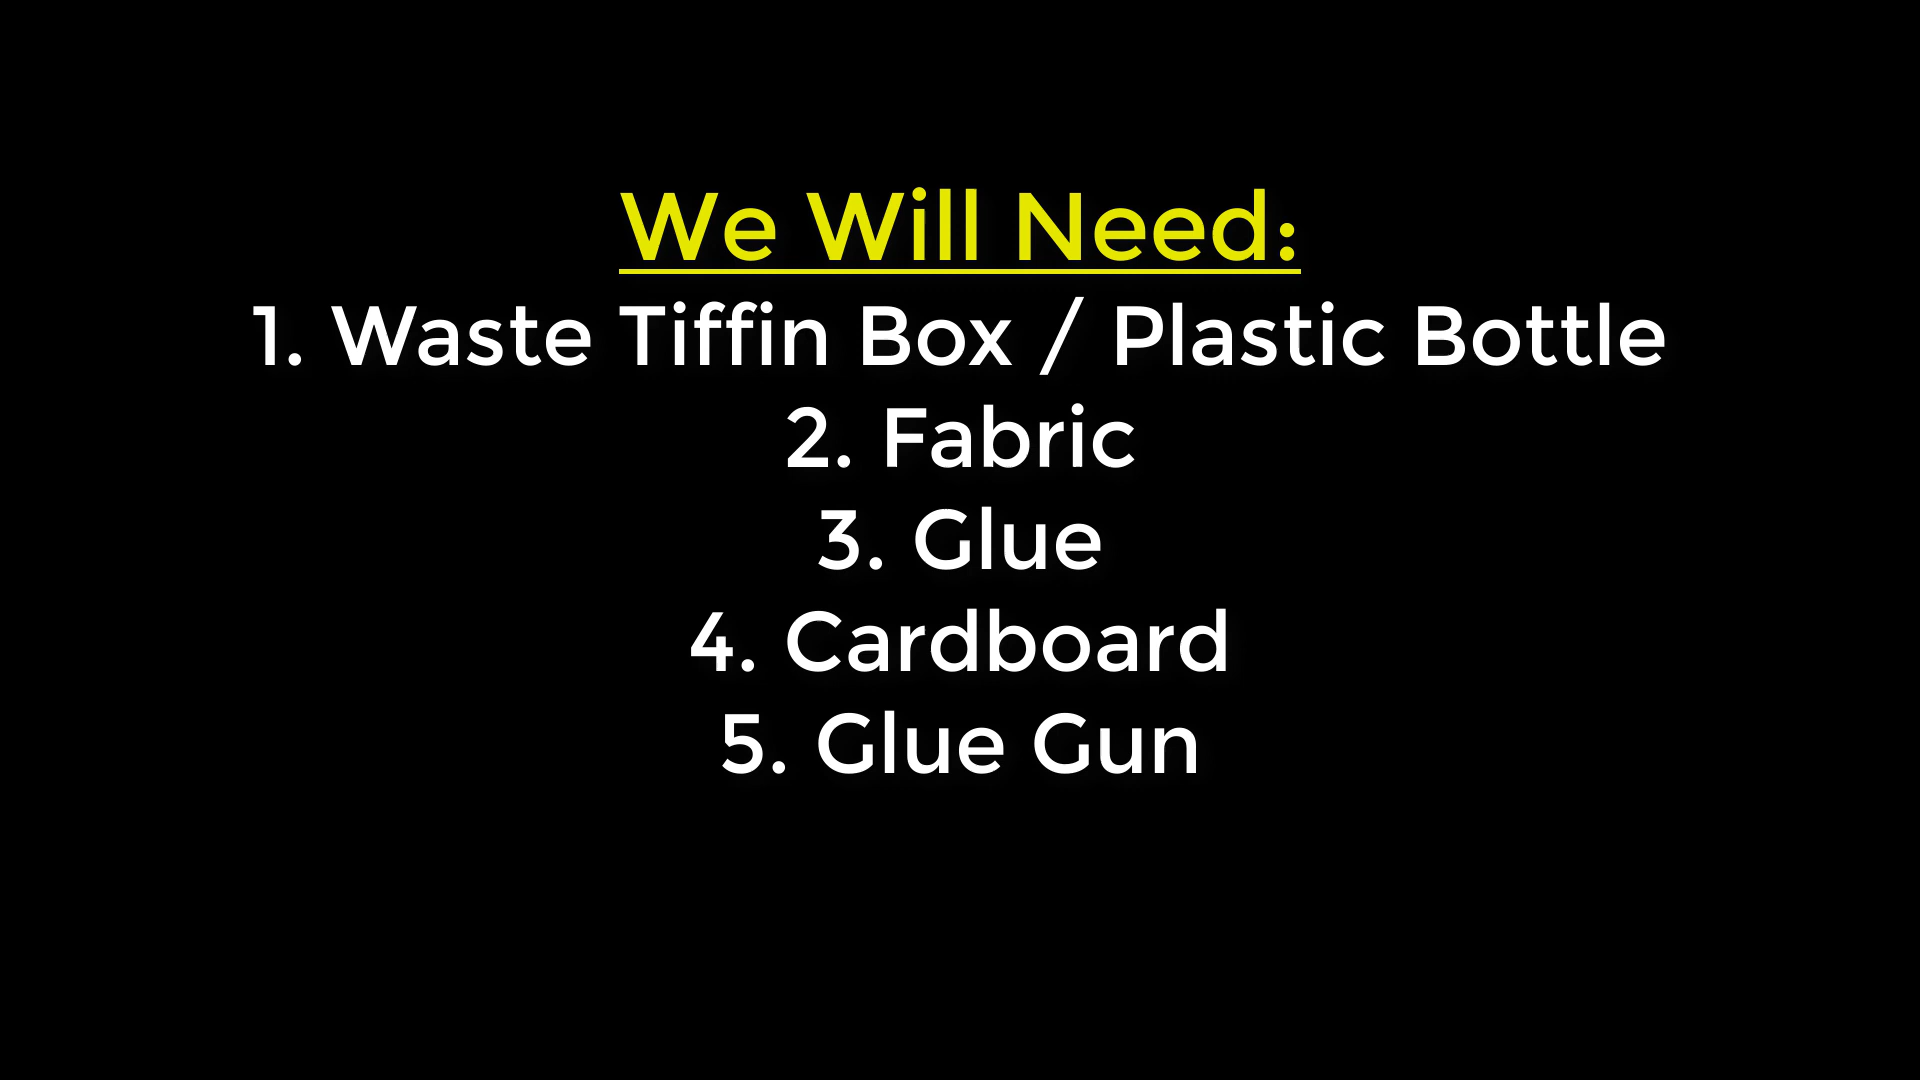 We Will Need:
1. Waste Tiffin Box / Plastic Bottle
2. Fabric
3. Glue
4. Cardboard
5. Glue Gun